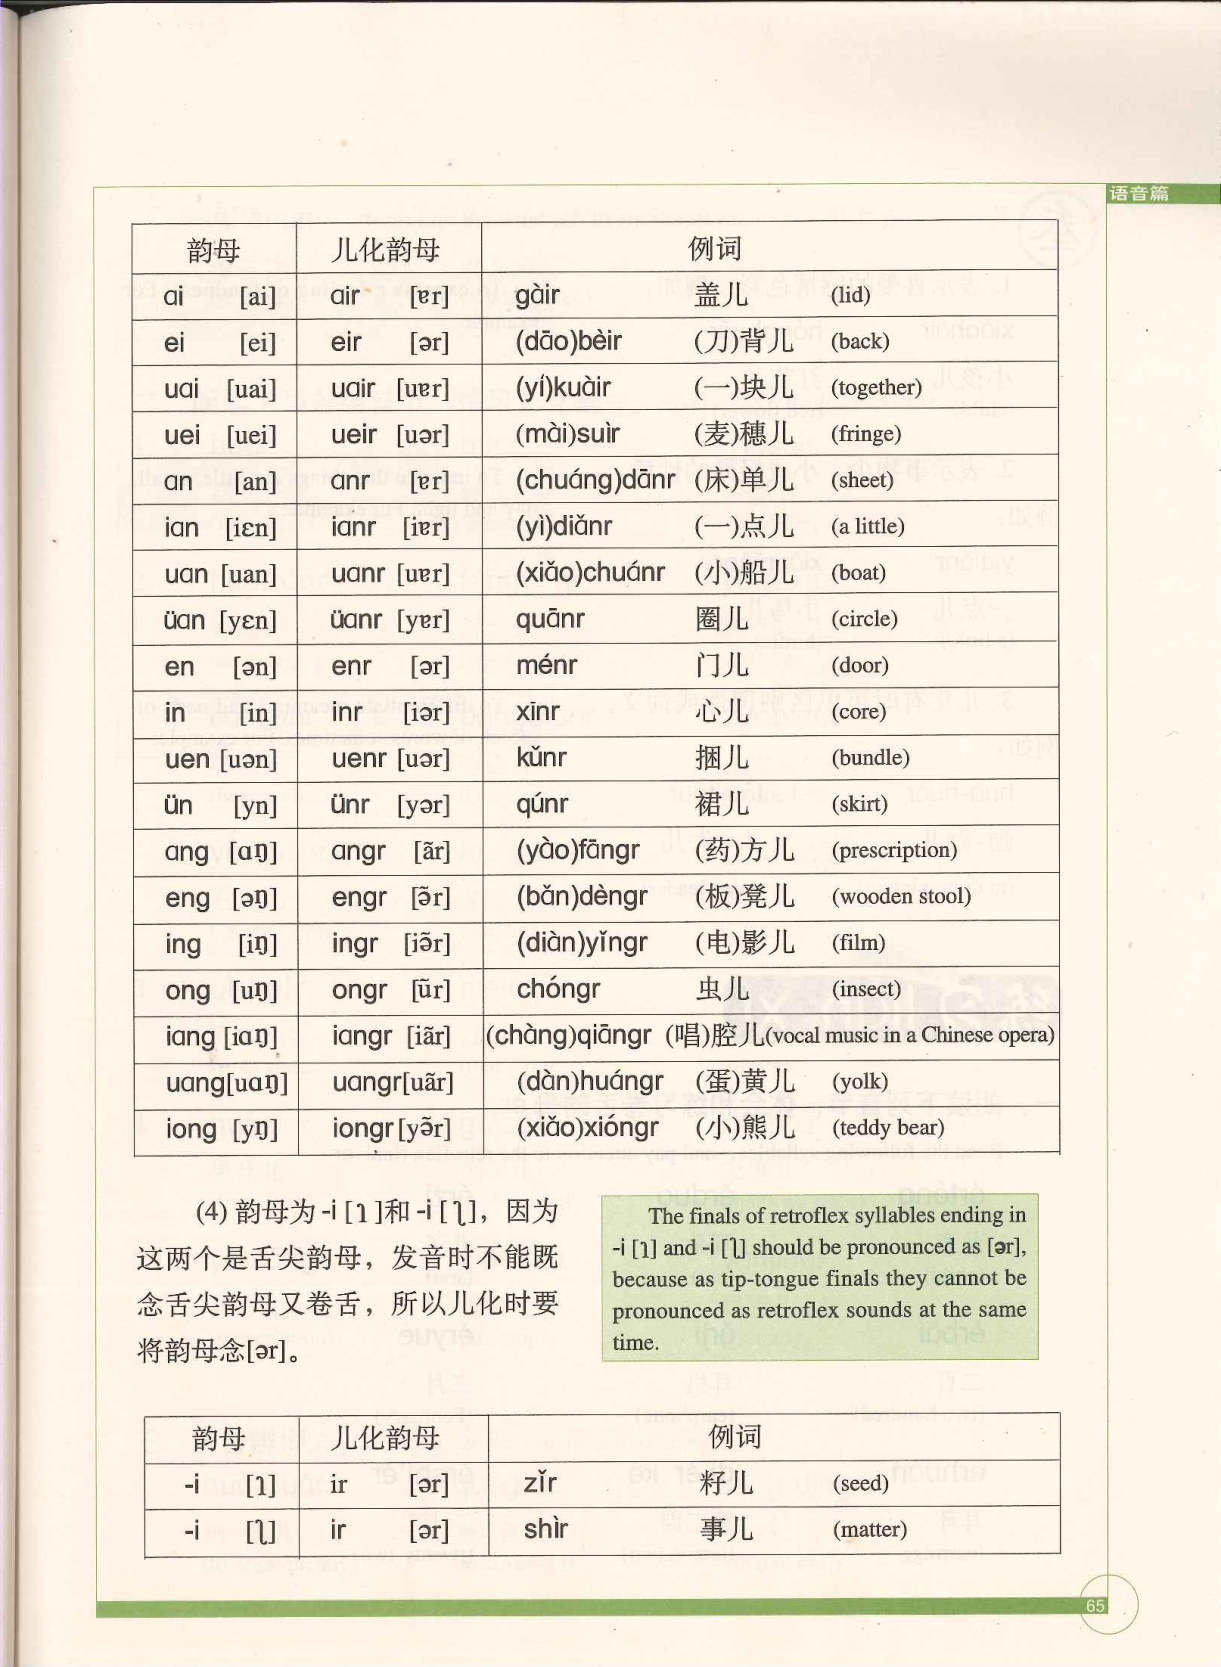 语音篇
韵母 儿化韵母 例词
ai [ai] air [ɐr] gàir 盖儿 (lid)
ei [ei] eir [ər] (dāo)bèir (刀)背儿 (back)
uai [uai] uair [uɐr] (yí)kuàir (一)块儿 (together)
uei [uei] ueir [uər] (mài)suìr (麦)穗儿 (fringe)
an [an] anr [ɐr] (chuáng)dānr (床)单儿 (sheet)
ian [iɛn] ianr [iɐr] (yì)diǎnr (一)点儿 (a little)
uan [uan] uanr [uɐr] (xiǎo)chuánr (小)船儿 (boat)
üan [yɛn] üanr [yɐr] quānr 圈儿 (circle)
en [ən] enr [ər] ménr 门儿 (door)
in [in] inr [iər] xīnr 心儿 (core)
uen [uən] uenr [uər] kǔnr 捆儿 (bundle)
ün [yn] ünr [yər] qúnr 裙儿 (skirt)
ang [ɑŋ] angr [ãr] (yào)fāngr (药)方儿 (prescription)
eng [əŋ] engr [ə̃r] (bǎn)dèngr (板)凳儿 (wooden stool)
ing [iŋ] ingr [iə̃r] (diàn)yǐngr (电)影儿 (film)
ong [uŋ] ongr [ũr] chóngr 虫儿 (insect)
iang [iɑŋ] iangr [iãr] (chàng)qiāngr (唱)腔儿(vocal music in a Chinese opera)
uang[uɑŋ] uangr[uãr] (dàn)huángr (蛋)黄儿 (yolk)
iong [yŋ] iongr[yə̃r] (xiǎo)xióngr (小)熊儿 (teddy bear)
(4) 韵母为 -i [ɿ]和 -i [ʅ]，因为
这两个是舌尖韵母，发音时不能既
念舌尖韵母又卷舌，所以儿化时要
将韵母念[ər]。
The finals of retroflex syllables ending in
-i [ɿ] and -i [ʅ] should be pronounced as [ər],
because as tip-tongue finals they cannot be
pronounced as retroflex sounds at the same
time.
韵母 儿化韵母 例词
-i [ɿ] ir [ər] zǐr 籽儿 (seed)
-i [ʅ] ir [ər] shìr 事儿 (matter)
65